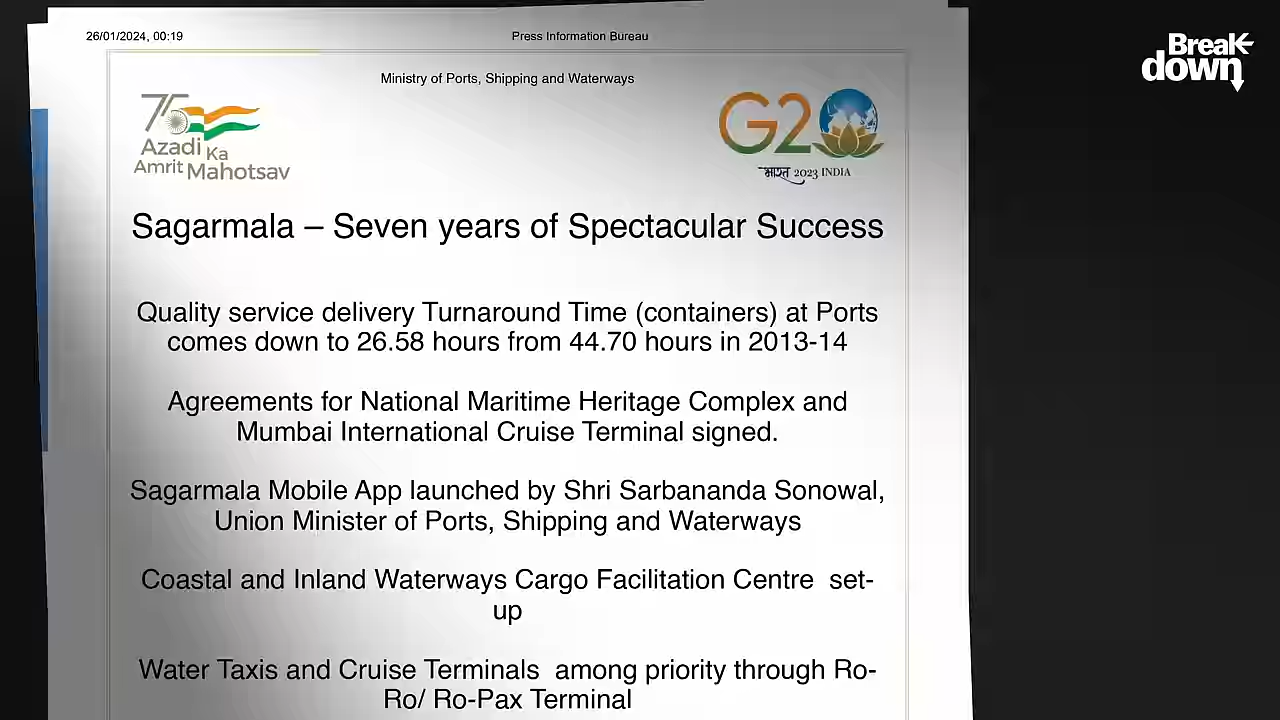 26/01/2024, 00:19
Press Information Bureau
Break
down
Ministry of Ports, Shipping and Waterways
75
Azadi Ka
Amrit Mahotsav
G20
भारत 2023 INDIA
Sagarmala – Seven years of Spectacular Success
Quality service delivery Turnaround Time (containers) at Ports
comes down to 26.58 hours from 44.70 hours in 2013-14
Agreements for National Maritime Heritage Complex and
Mumbai International Cruise Terminal signed.
Sagarmala Mobile App launched by Shri Sarbananda Sonowal,
Union Minister of Ports, Shipping and Waterways
Coastal and Inland Waterways Cargo Facilitation Centre  set-
up
Water Taxis and Cruise Terminals  among priority through Ro-
Ro/ Ro-Pax Terminal